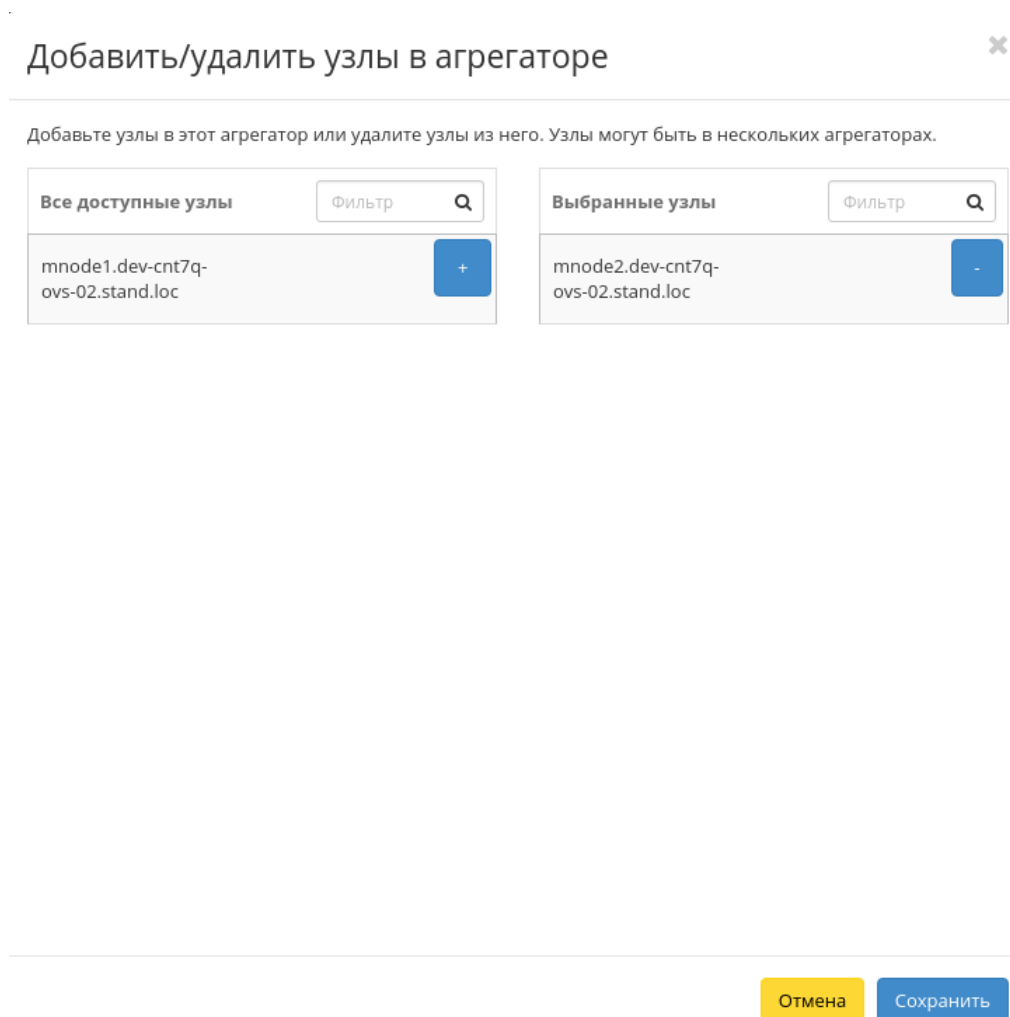 Добавить/удалить узлы в агрегаторе
Добавьте узлы в этот агрегатор или удалите узлы из него. Узлы могут быть в нескольких агрегаторах.
Все доступные узлы
Фильтр
mnode1.dev-cnt7q-
ovs-02.stand.loc
+
Выбранные узлы
Фильтр
mnode2.dev-cnt7q-
ovs-02.stand.loc
-
Отмена
Сохранить